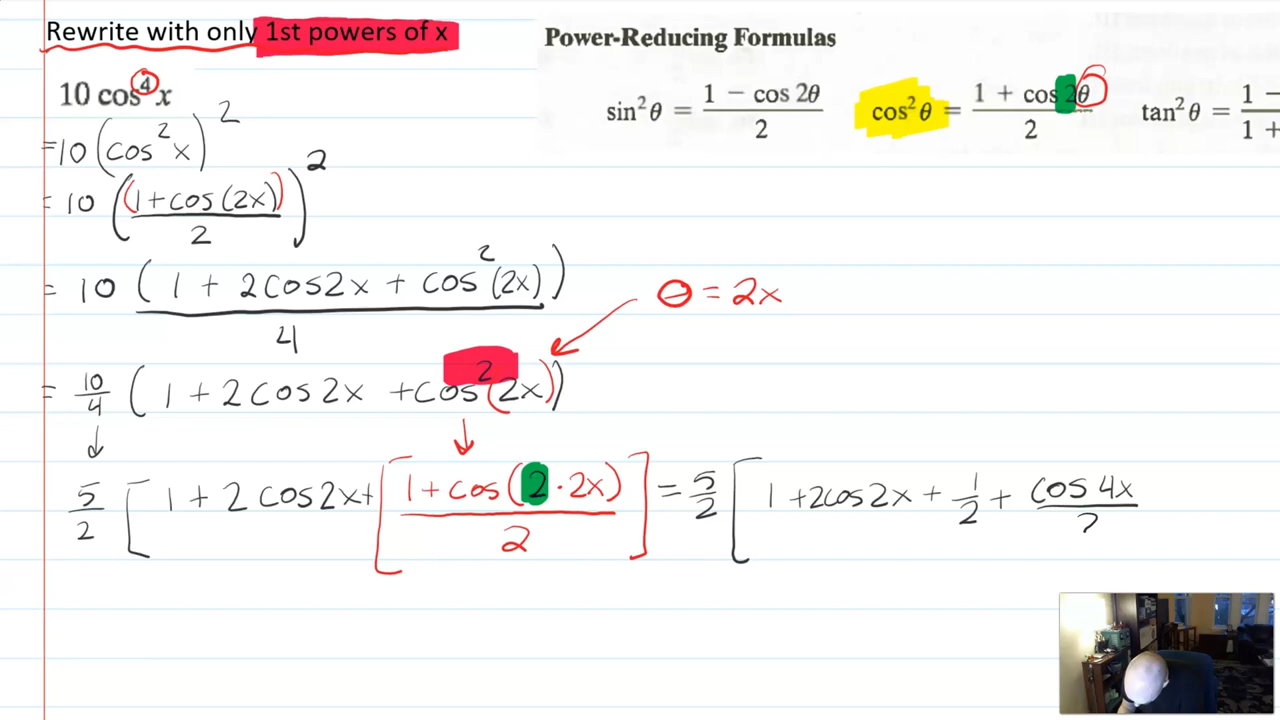 Rewrite with only 1st powers of x
Power-Reducing Formulas
10 cos⁴x
sin²θ = (1 − cos 2θ)/2
cos²θ = (1 + cos 2θ)/2
tan²θ = (1 −/1 +
=10(cos²x)²
= 10 ((1+cos(2x))/2)²
= 10 (1 + 2cos2x + cos²(2x))/4
θ = 2x
= 10/4 (1 + 2cos2x +cos²(2x))
5/2 [1 + 2cos2x+ [1+cos(2·2x)/2] = 5/2 [1 +2cos2x + 1/2 + cos4x/2